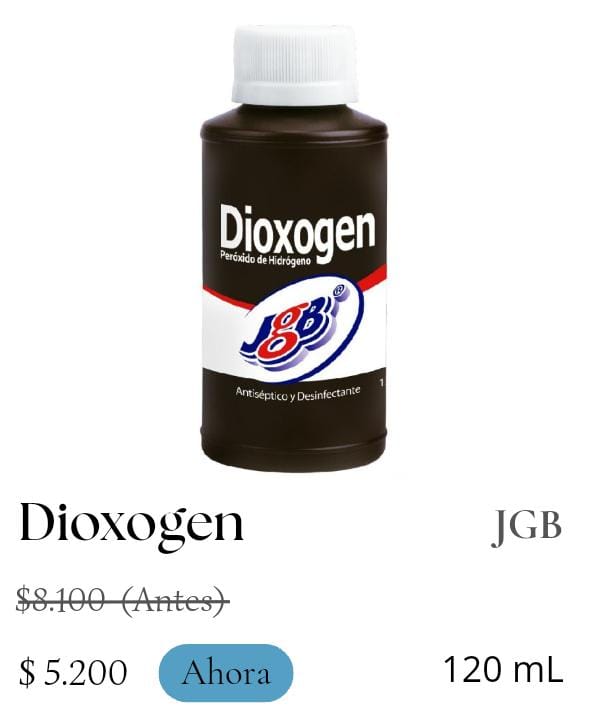 Dioxogen
Peróxido de Hidrógeno
JGB®
Antiséptico y Desinfectante
1
Dioxogen JGB
$8.100 (Antes)
$ 5.200 Ahora 120 mL